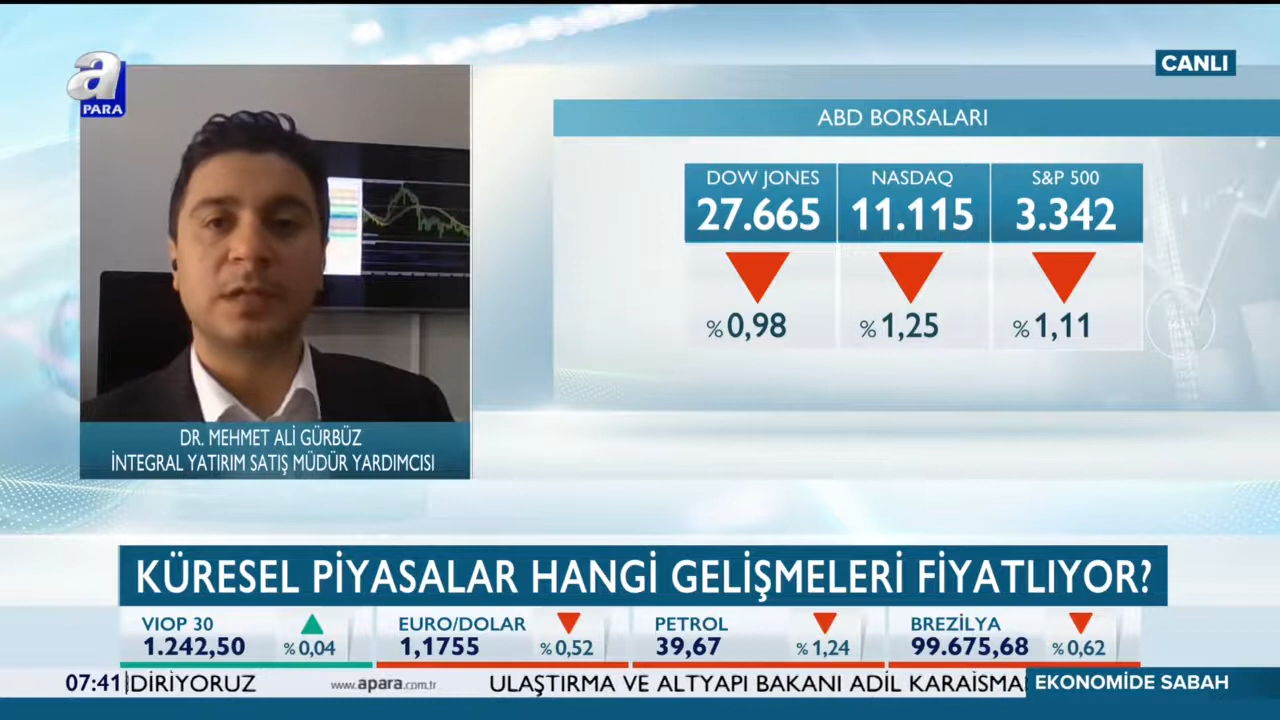 a
PARA
CANLI
ABD BORSALARI
DOW JONES
27.665
% 0,98
NASDAQ
11.115
% 1,25
S&P 500
3.342
% 1,11
DR. MEHMET ALİ GÜRBÜZ
İNTEGRAL YATIRIM SATIŞ MÜDÜR YARDIMCISI
KÜRESEL PİYASALAR HANGİ GELİŞMELERİ FİYATLIYOR?
VIOP 30
1.242,50
% 0,04
EURO/DOLAR
1,1755
% 0,52
PETROL
39,67
% 1,24
BREZİLYA
99.675,68
% 0,62
07:41 DİRİYORUZ www.apara.com.tr ULAŞTIRMA VE ALTYAPI BAKANI ADİL KARAİSMA
EKONOMİDE SABAH